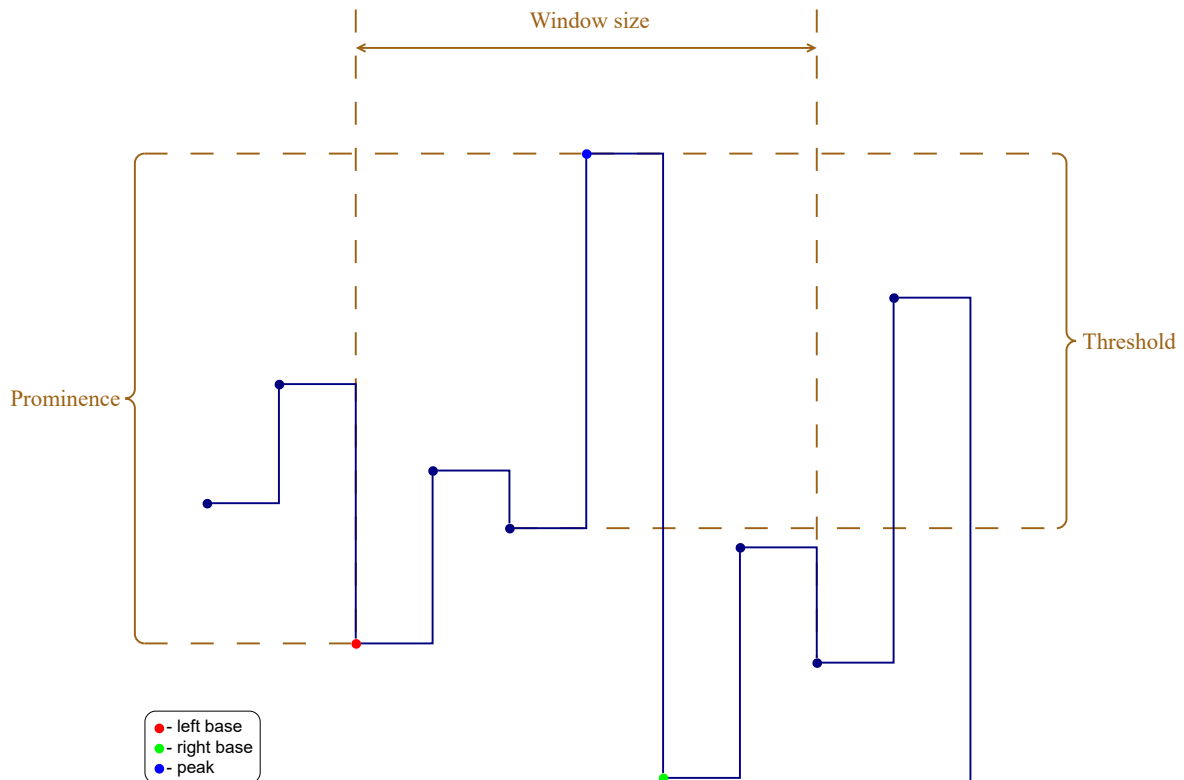 Window size
Threshold
Prominence
- left base
- right base
- peak